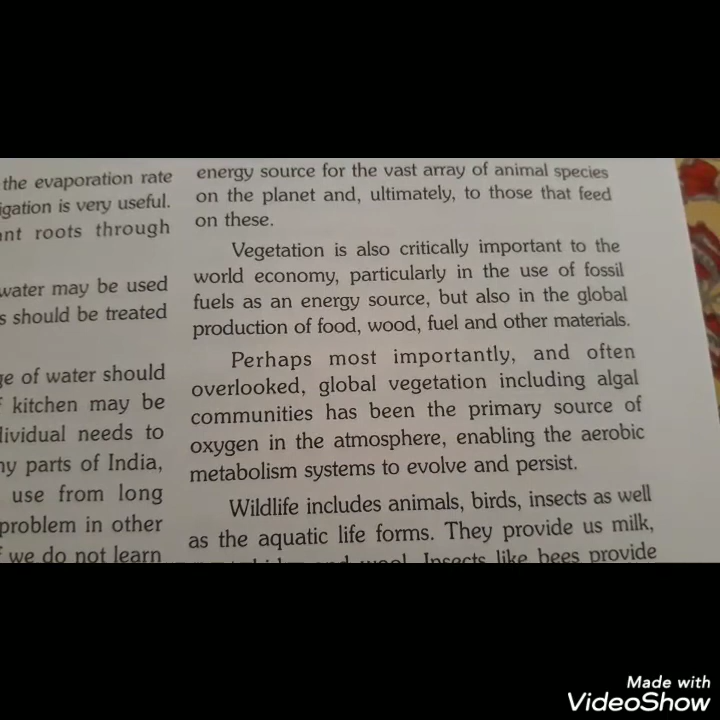 the evaporation rate
igation is very useful.
ant roots through
water may be used
s should be treated
ge of water should
kitchen may be
dividual needs to
ny parts of India,
use from long
problem in other
we do not learn
energy source for the vast array of animal species
on the planet and, ultimately, to those that feed
on these.
Vegetation is also critically important to the
world economy, particularly in the use of fossil
fuels as an energy source, but also in the global
production of food, wood, fuel and other materials.
Perhaps most importantly, and often
overlooked, global vegetation including algal
communities has been the primary source of
oxygen in the atmosphere, enabling the aerobic
metabolism systems to evolve and persist.
Wildlife includes animals, birds, insects as well
as the aquatic life forms. They provide us milk,
and wool. Insects like bees provide
Made with
VideoShow